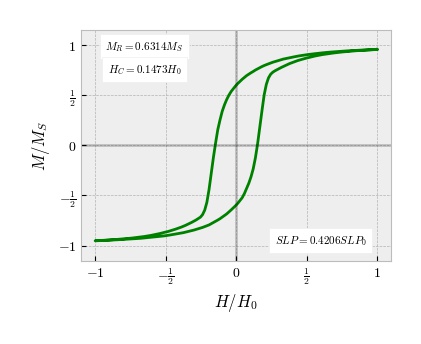 M_R = 0.6314M_S
H_C = 0.1473H_0
M/M_S
1
1/2
0
−1/2
−1
SLP = 0.4206SLP_0
−1 −1/2 0 1/2 1
H/H_0